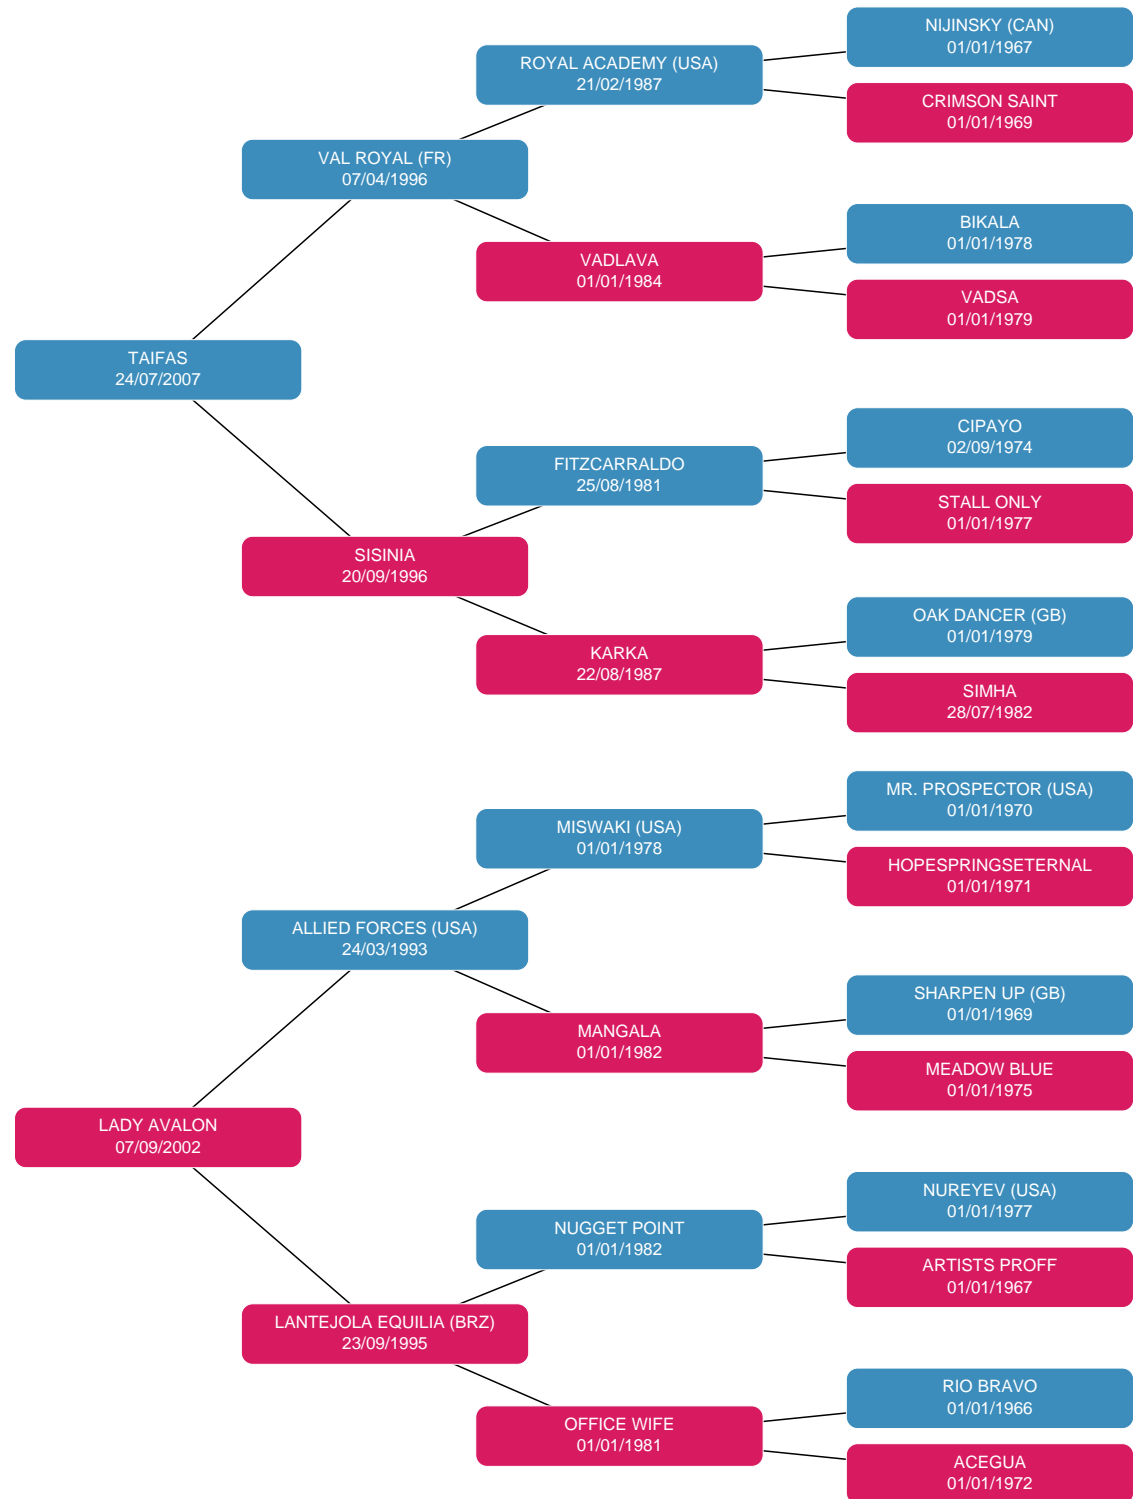 NIJINSKY (CAN)
01/01/1967
ROYAL ACADEMY (USA)
21/02/1987
CRIMSON SAINT
01/01/1969
VAL ROYAL (FR)
07/04/1996
BIKALA
01/01/1978
VADLAVA
01/01/1984
VADSA
01/01/1979
TAIFAS
24/07/2007
CIPAYO
02/09/1974
FITZCARRALDO
25/08/1981
STALL ONLY
01/01/1977
SISINIA
20/09/1996
OAK DANCER (GB)
01/01/1979
KARKA
22/08/1987
SIMHA
28/07/1982
MR. PROSPECTOR (USA)
01/01/1970
MISWAKI (USA)
01/01/1978
HOPESPRINGSETERNAL
01/01/1971
ALLIED FORCES (USA)
24/03/1993
SHARPEN UP (GB)
01/01/1969
MANGALA
01/01/1982
MEADOW BLUE
01/01/1975
LADY AVALON
07/09/2002
NUREYEV (USA)
01/01/1977
NUGGET POINT
01/01/1982
ARTISTS PROFF
01/01/1967
LANTEJOLA EQUILIA (BRZ)
23/09/1995
RIO BRAVO
01/01/1966
OFFICE WIFE
01/01/1981
ACEGUA
01/01/1972